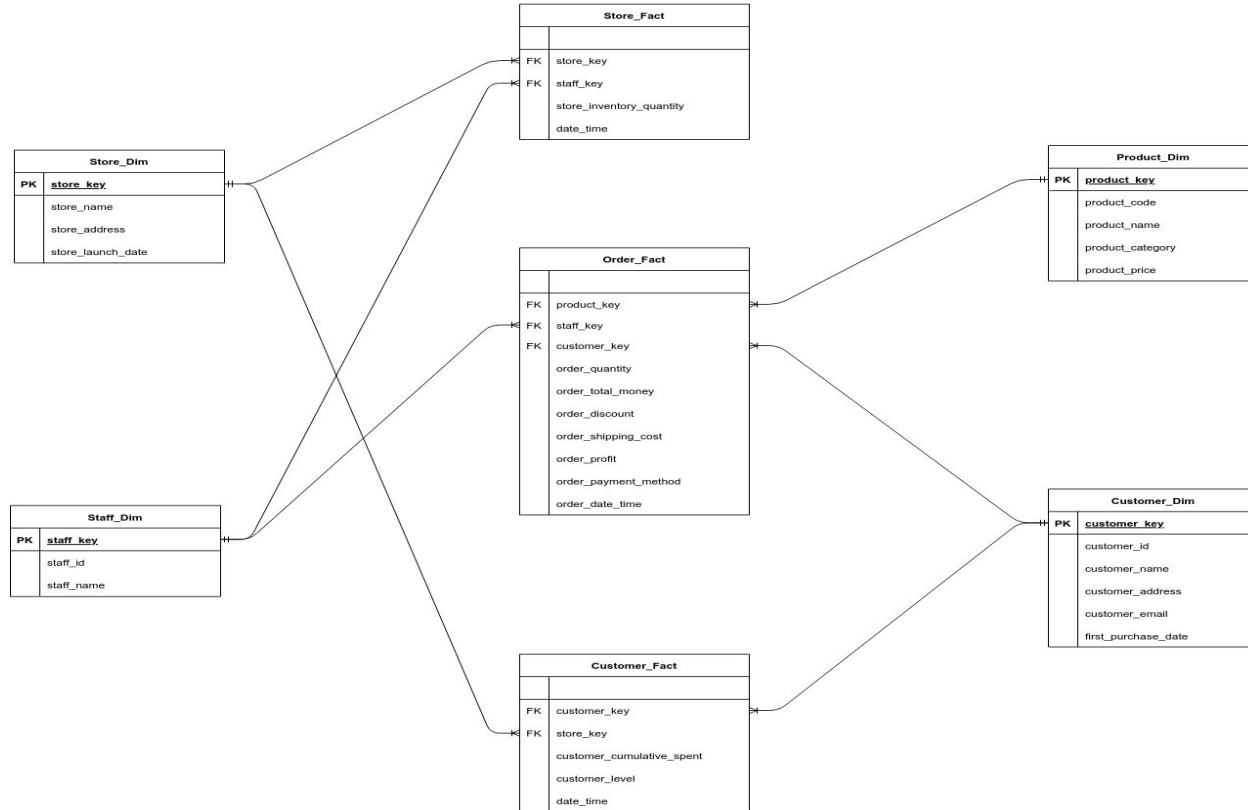 Store_Fact
FK store_key
FK staff_key
store_inventory_quantity
date_time
Store_Dim
PK store_key
store_name
store_address
store_launch_date
Product_Dim
PK product_key
product_code
product_name
product_category
product_price
Order_Fact
FK product_key
FK staff_key
FK customer_key
order_quantity
order_total_money
order_discount
order_shipping_cost
order_profit
order_payment_method
order_date_time
Staff_Dim
PK staff_key
staff_id
staff_name
Customer_Dim
PK customer_key
customer_id
customer_name
customer_address
customer_email
first_purchase_date
Customer_Fact
FK customer_key
FK store_key
customer_cumulative_spent
customer_level
date_time